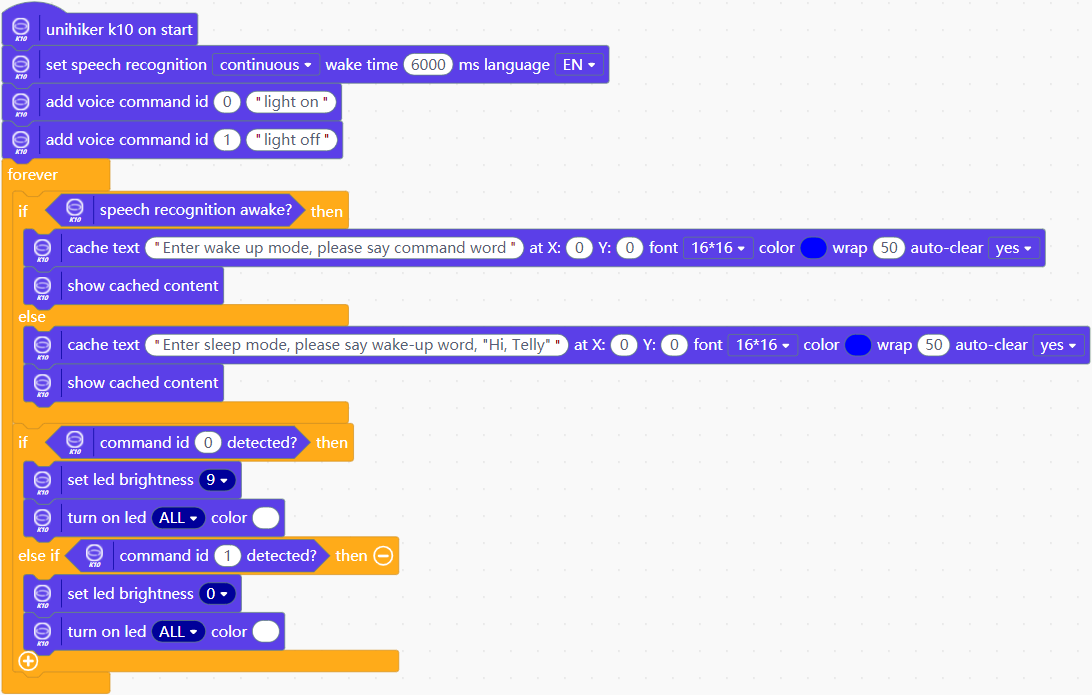 K10 unihiker k10 on start
K10 set speech recognition continuous wake time 6000 ms language EN
K10 add voice command id 0 "light on"
K10 add voice command id 1 "light off"
forever
if K10 speech recognition awake? then
K10 cache text "Enter wake up mode, please say command word" at X: 0 Y: 0 font 16*16 color wrap 50 auto-clear yes
K10 show cached content
else
K10 cache text "Enter sleep mode, please say wake-up word, "Hi, Telly"" at X: 0 Y: 0 font 16*16 color wrap 50 auto-clear yes
K10 show cached content
if K10 command id 0 detected? then
K10 set led brightness 9
K10 turn on led ALL color
else if K10 command id 1 detected? then
K10 set led brightness 0
K10 turn on led ALL color